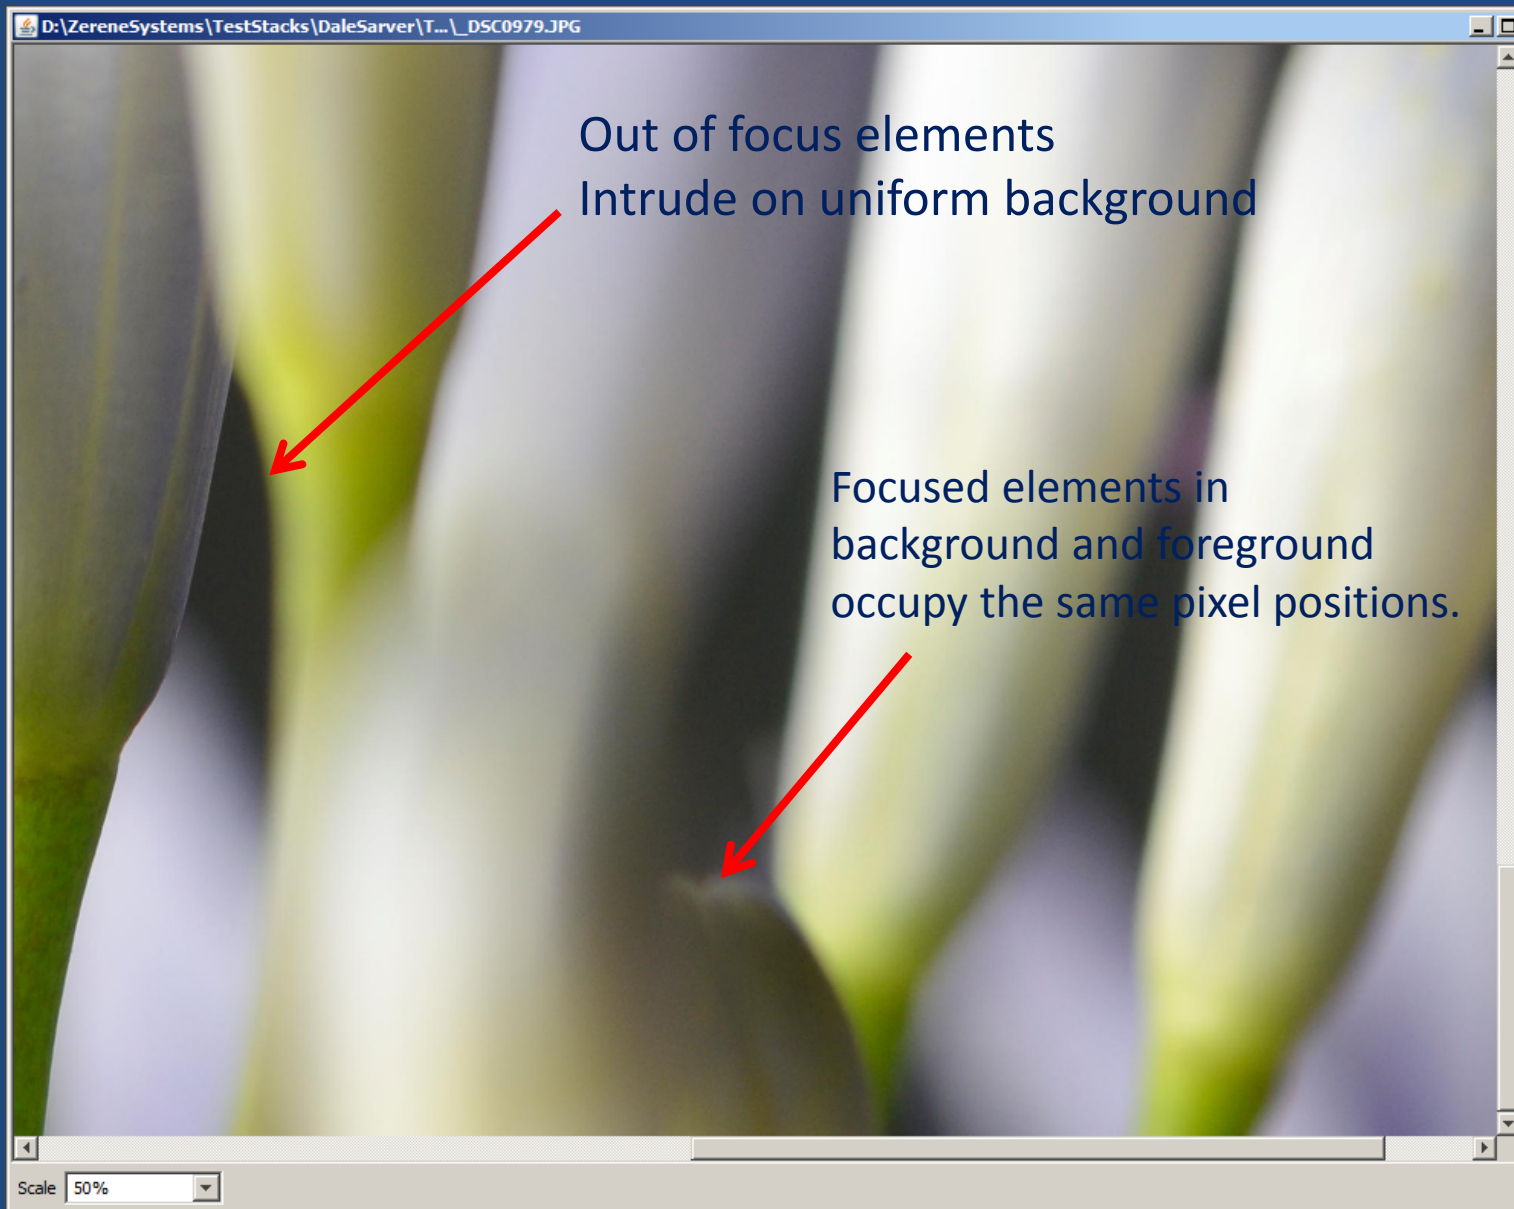 D:\ZereneSystems\TestStacks\DaleSarver\T...\_DSC0979.JPG
Out of focus elements
Intrude on uniform background
Focused elements in
background and foreground
occupy the same pixel positions.
Scale 50%